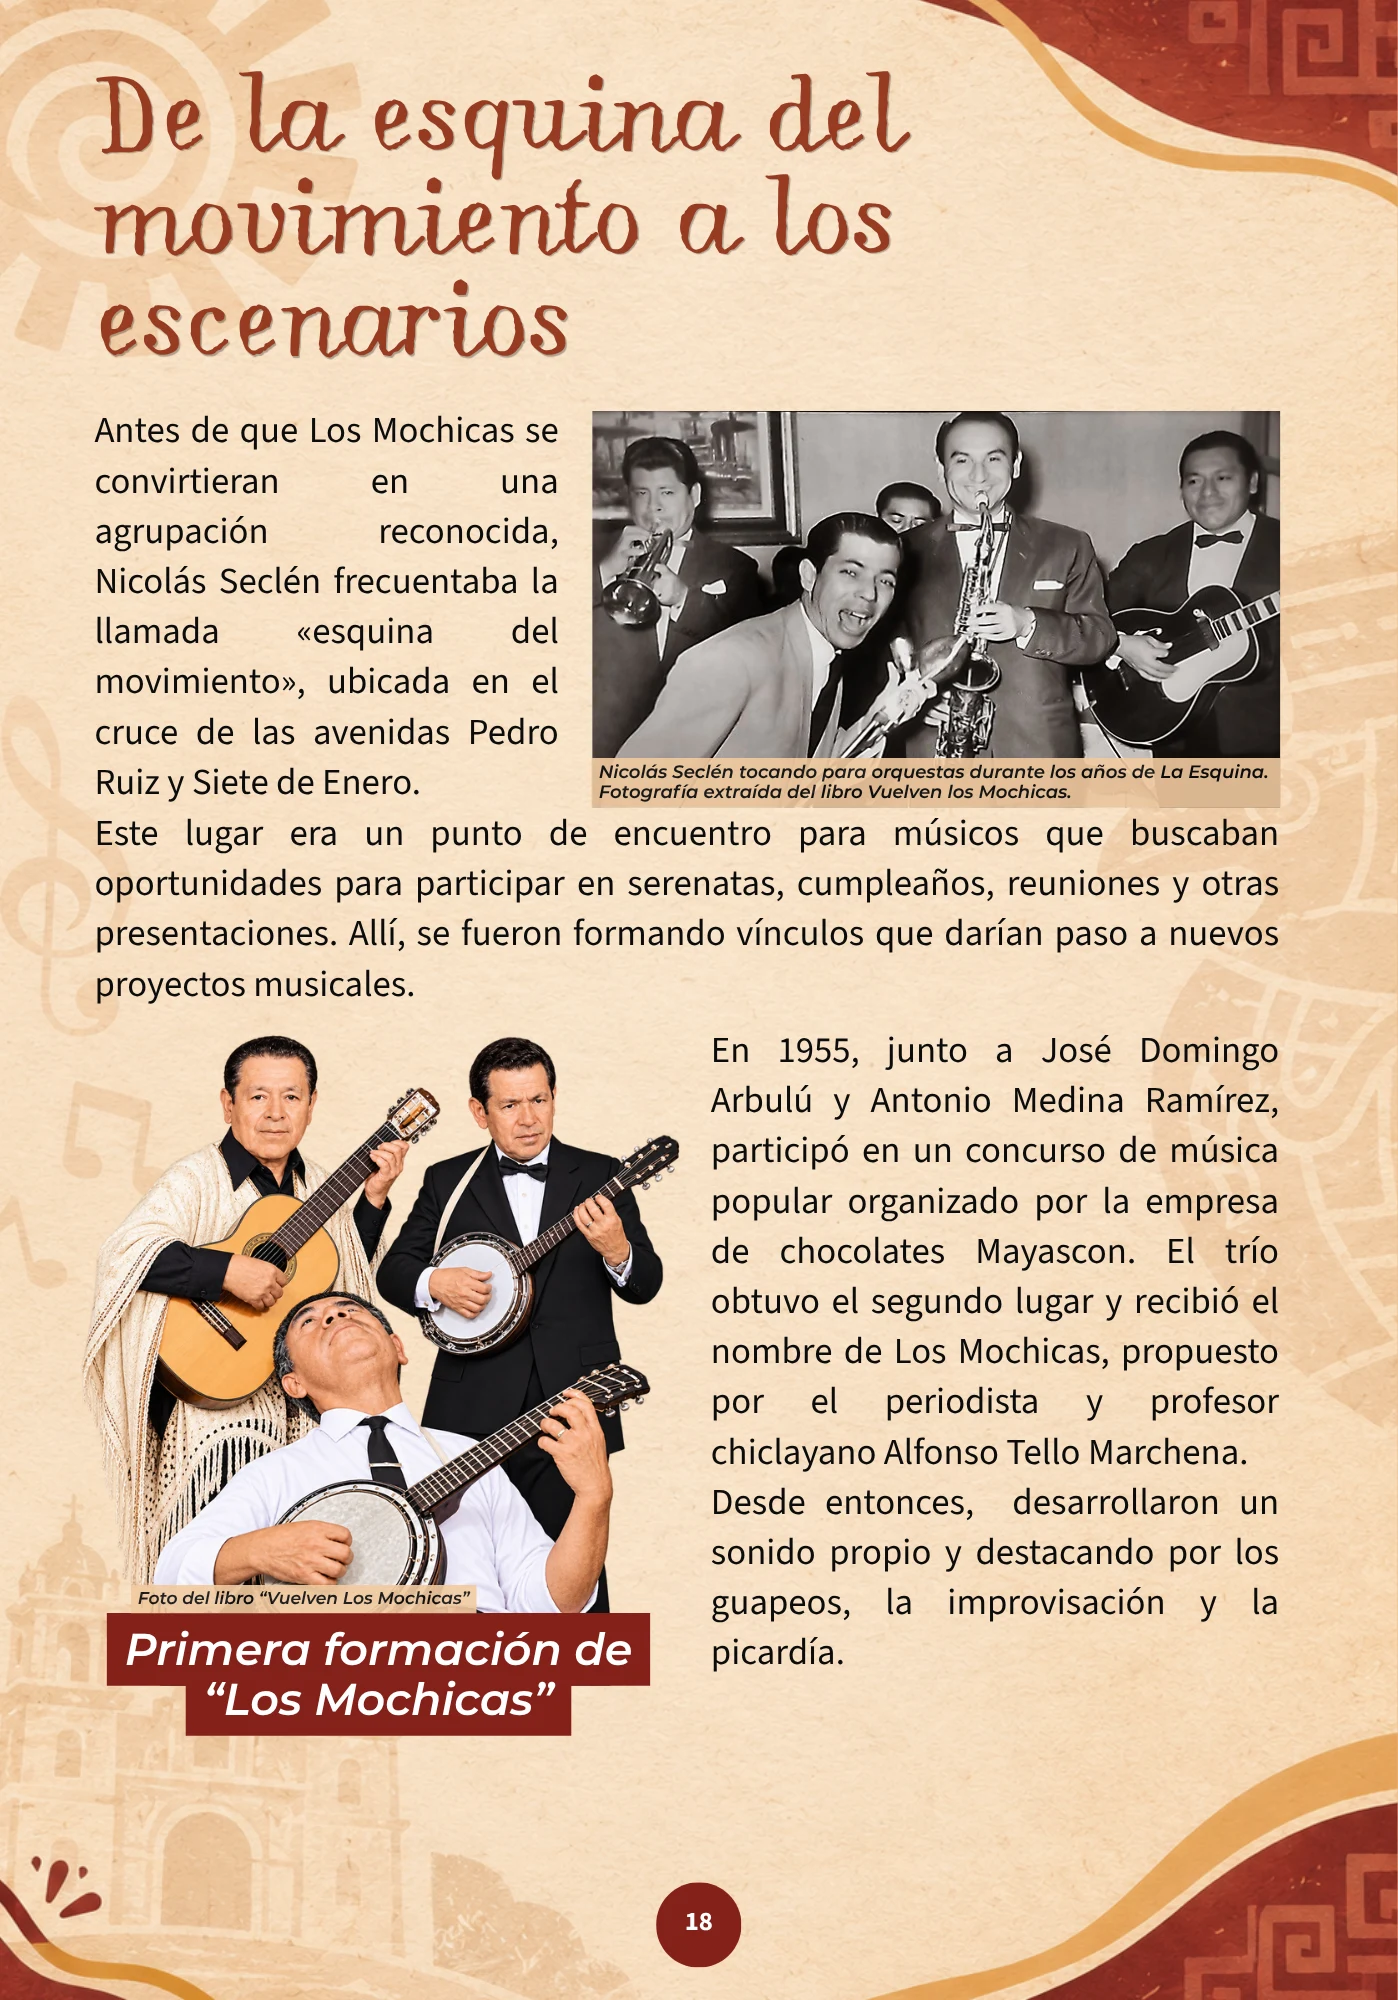 De la esquina del
movimiento a los
escenarios
Antes de que Los Mochicas se
convirtieran en una
agrupación reconocida,
Nicolás Seclén frecuentaba la
llamada «esquina del
movimiento», ubicada en el
cruce de las avenidas Pedro
Ruiz y Siete de Enero.
Nicolás Seclén tocando para orquestas durante los años de La Esquina.
Fotografía extraída del libro Vuelven los Mochicas.
Este lugar era un punto de encuentro para músicos que buscaban
oportunidades para participar en serenatas, cumpleaños, reuniones y otras
presentaciones. Allí, se fueron formando vínculos que darían paso a nuevos
proyectos musicales.
En 1955, junto a José Domingo
Arbulú y Antonio Medina Ramírez,
participó en un concurso de música
popular organizado por la empresa
de chocolates Mayascon. El trío
obtuvo el segundo lugar y recibió el
nombre de Los Mochicas, propuesto
por el periodista y profesor
chiclayano Alfonso Tello Marchena.
Desde entonces, desarrollaron un
sonido propio y destacando por los
guapeos, la improvisación y la
picardía.
Foto del libro “Vuelven Los Mochicas”
Primera formación de
“Los Mochicas”
18